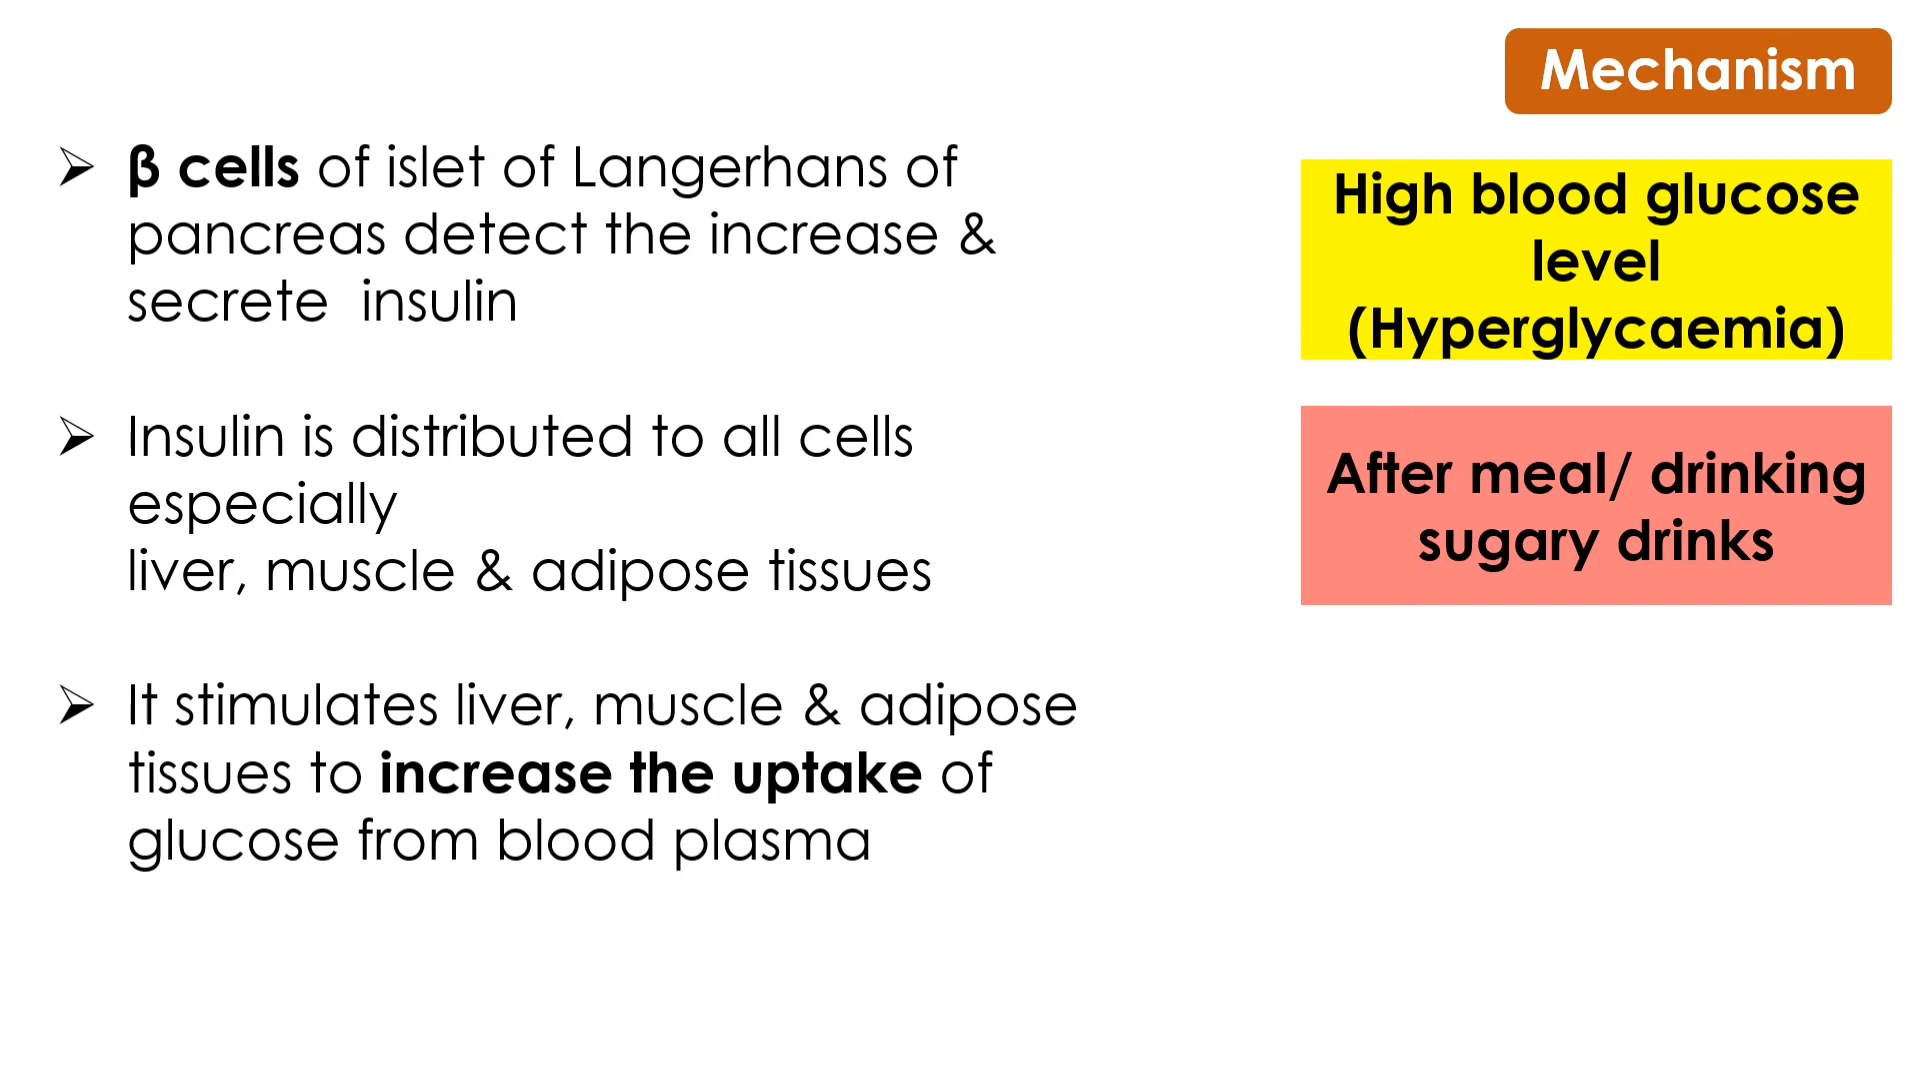 Mechanism
➢ β cells of islet of Langerhans of
pancreas detect the increase &
secrete  insulin
➢ Insulin is distributed to all cells
especially
liver, muscle & adipose tissues
➢ It stimulates liver, muscle & adipose
tissues to increase the uptake of
glucose from blood plasma
High blood glucose
level
(Hyperglycaemia)
After meal/ drinking
sugary drinks